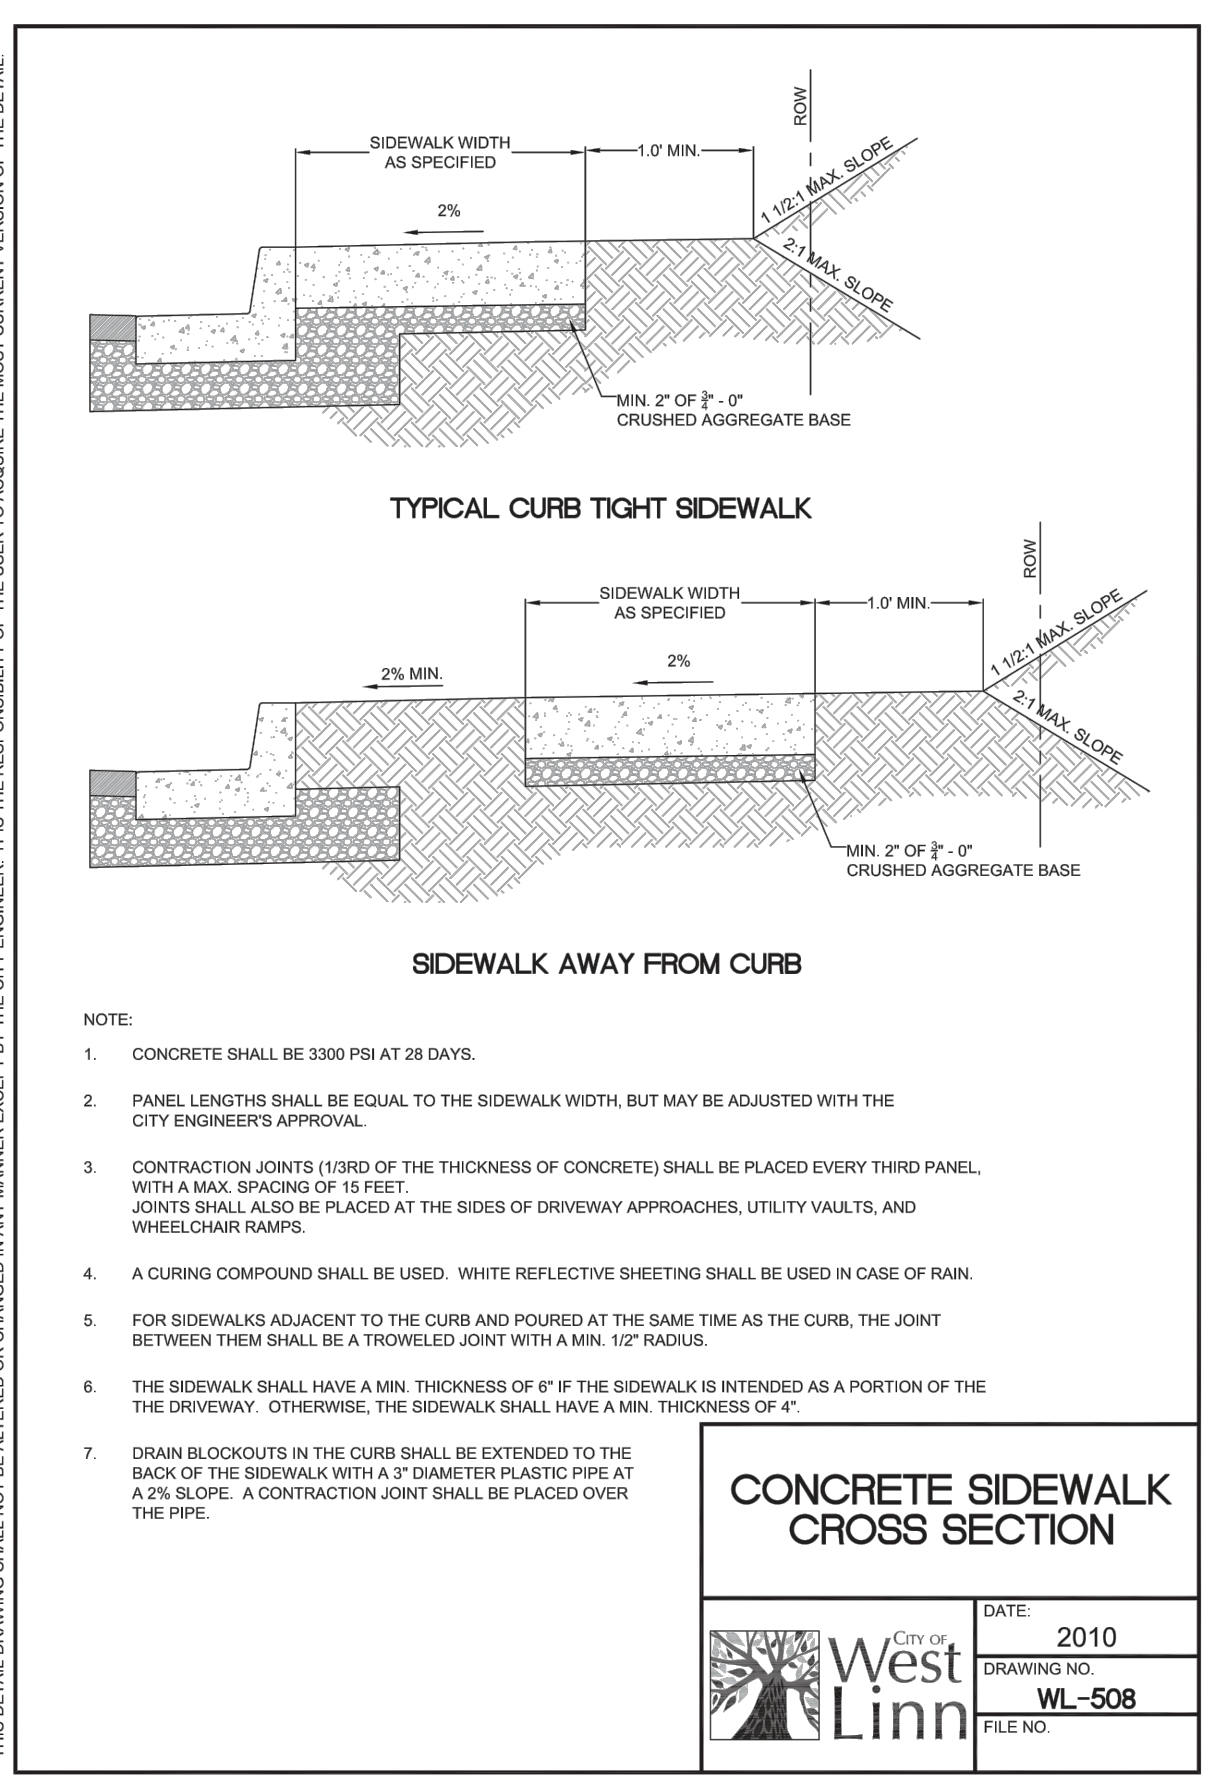 ROW
SIDEWALK WIDTH
AS SPECIFIED
1.0' MIN.
1 1/2:1 MAX. SLOPE
2%
2:1 MAX. SLOPE
MIN. 2" OF 3/4" - 0"
CRUSHED AGGREGATE BASE
TYPICAL CURB TIGHT SIDEWALK
ROW
SIDEWALK WIDTH
AS SPECIFIED
1.0' MIN.
1 1/2:1 MAX. SLOPE
2% MIN.
2%
2:1 MAX. SLOPE
MIN. 2" OF 3/4" - 0"
CRUSHED AGGREGATE BASE
SIDEWALK AWAY FROM CURB
NOTE:
1. CONCRETE SHALL BE 3300 PSI AT 28 DAYS.
2. PANEL LENGTHS SHALL BE EQUAL TO THE SIDEWALK WIDTH, BUT MAY BE ADJUSTED WITH THE
CITY ENGINEER'S APPROVAL.
3. CONTRACTION JOINTS (1/3RD OF THE THICKNESS OF CONCRETE) SHALL BE PLACED EVERY THIRD PANEL,
WITH A MAX. SPACING OF 15 FEET.
JOINTS SHALL ALSO BE PLACED AT THE SIDES OF DRIVEWAY APPROACHES, UTILITY VAULTS, AND
WHEELCHAIR RAMPS.
4. A CURING COMPOUND SHALL BE USED. WHITE REFLECTIVE SHEETING SHALL BE USED IN CASE OF RAIN.
5. FOR SIDEWALKS ADJACENT TO THE CURB AND POURED AT THE SAME TIME AS THE CURB, THE JOINT
BETWEEN THEM SHALL BE A TROWELED JOINT WITH A MIN. 1/2" RADIUS.
6. THE SIDEWALK SHALL HAVE A MIN. THICKNESS OF 6" IF THE SIDEWALK IS INTENDED AS A PORTION OF THE
THE DRIVEWAY. OTHERWISE, THE SIDEWALK SHALL HAVE A MIN. THICKNESS OF 4".
7. DRAIN BLOCKOUTS IN THE CURB SHALL BE EXTENDED TO THE
BACK OF THE SIDEWALK WITH A 3" DIAMETER PLASTIC PIPE AT
A 2% SLOPE. A CONTRACTION JOINT SHALL BE PLACED OVER
THE PIPE.
CONCRETE SIDEWALK
CROSS SECTION
CITY OF
West
Linn
DATE:
2010
DRAWING NO.
WL-508
FILE NO.